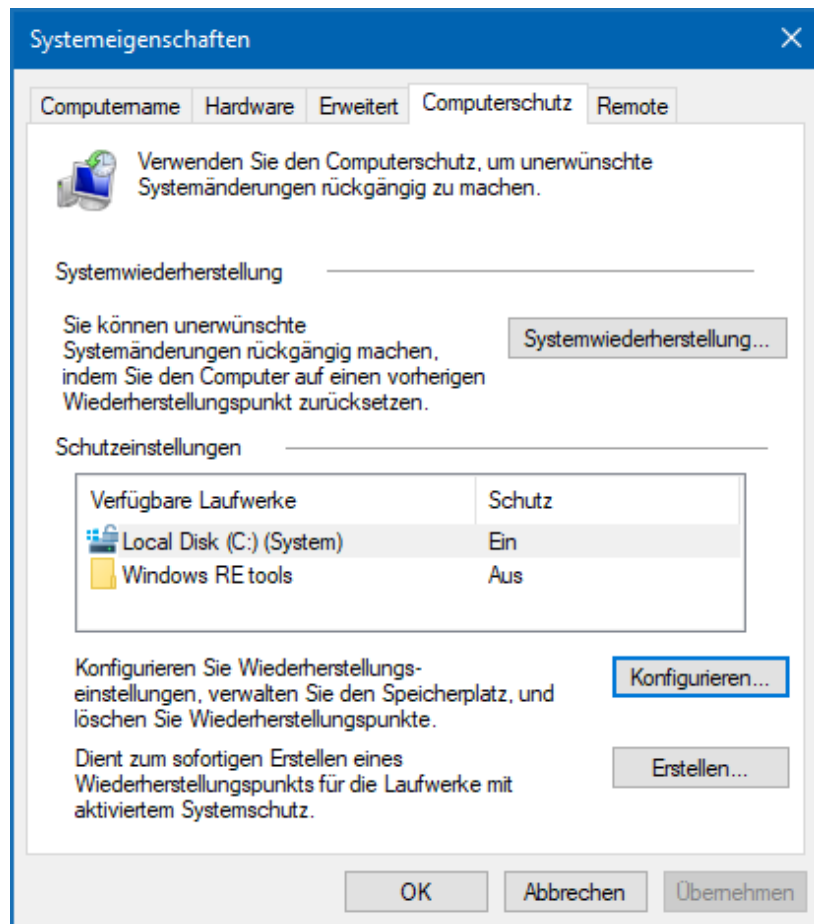 Systemeigenschaften
Computername Hardware Erweitert Computerschutz Remote
Verwenden Sie den Computerschutz, um unerwünschte
Systemänderungen rückgängig zu machen.
Systemwiederherstellung
Sie können unerwünschte
Systemänderungen rückgängig machen,
indem Sie den Computer auf einen vorherigen
Wiederherstellungspunkt zurücksetzen.
Systemwiederherstellung...
Schutzeinstellungen
Verfügbare Laufwerke Schutz
Local Disk (C:) (System) Ein
Windows RE tools Aus
Konfigurieren Sie Wiederherstellungs-
einstellungen, verwalten Sie den Speicherplatz, und
löschen Sie Wiederherstellungspunkte.
Konfigurieren...
Dient zum sofortigen Erstellen eines
Wiederherstellungspunkts für die Laufwerke mit
aktiviertem Systemschutz.
Erstellen...
OK Abbrechen Übernehmen